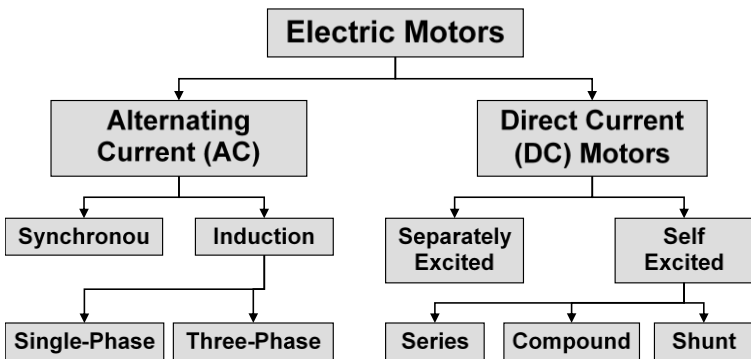 Electric Motors
Alternating
Current (AC)
Direct Current
(DC) Motors
Synchronou
Induction
Separately
Excited
Self
Excited
Single-Phase
Three-Phase
Series
Compound
Shunt